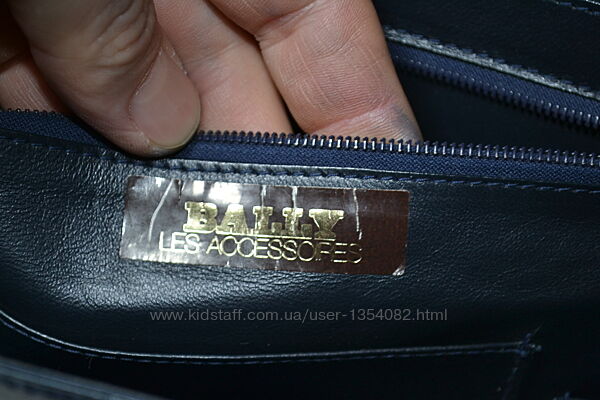 BALLY
LES ACCESSOIRES
www.kidstaff.com.ua/user-1354082.html